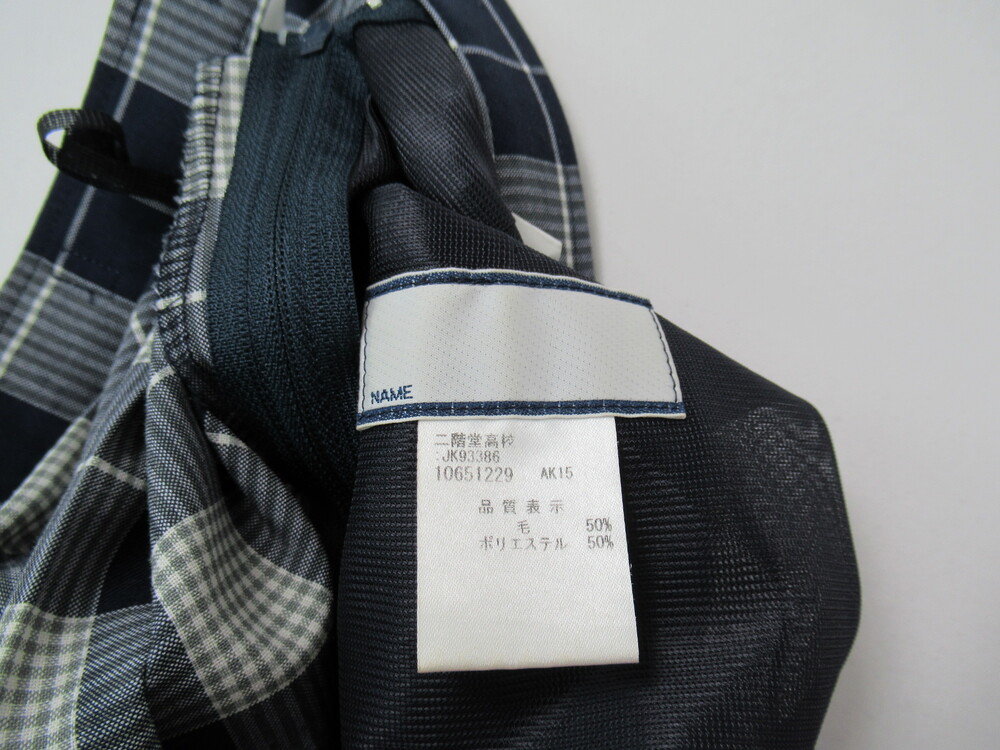 NAME
二階堂高校
:JK93386
10651229 AK15
品質表示
毛 50%
ポリエステル 50%